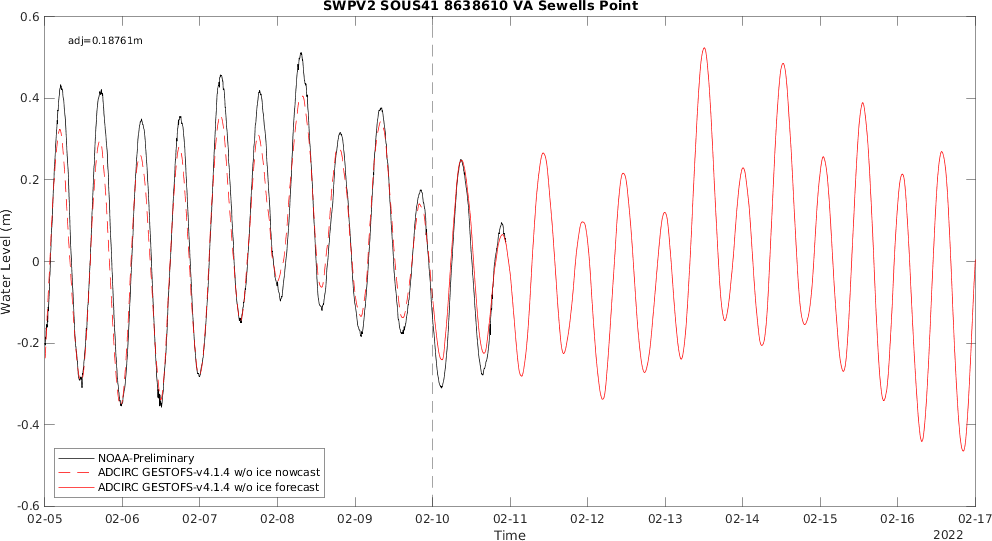 SWPV2 SOUS41 8638610 VA Sewells Point
adj=0.18761m
0.6
0.4
0.2
0
-0.2
-0.4
-0.6
Water Level (m)
NOAA-Preliminary
ADCIRC GESTOFS-v4.1.4 w/o ice nowcast
ADCIRC GESTOFS-v4.1.4 w/o ice forecast
02-05 02-06 02-07 02-08 02-09 02-10 02-11 02-12 02-13 02-14 02-15 02-16 02-17
Time
2022